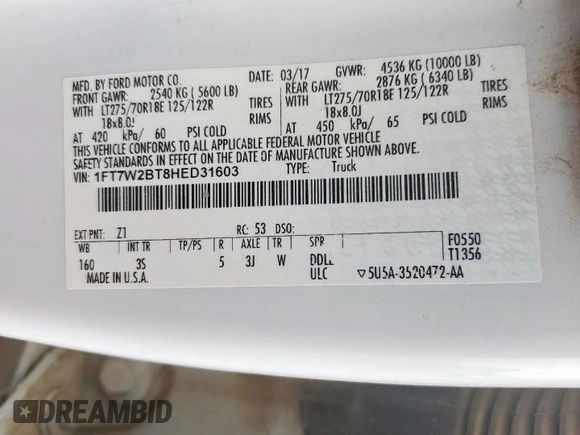 MFD. BY FORD MOTOR CO.
DATE: 03/17 GVWR: 4536 KG (10000 LB)
FRONT GAWR: 2540 KG (5600 LB)
REAR GAWR: 2876 KG (6340 LB)
WITH LT275/70R18E 125/122R TIRES
WITH LT275/70R18E 125/122R TIRES
18x8.0J RIMS
18x8.0J RIMS
AT 420 kPa/ 60 PSI COLD
AT 450 kPa/ 65 PSI COLD
THIS VEHICLE CONFORMS TO ALL APPLICABLE FEDERAL MOTOR VEHICLE
SAFETY STANDARDS IN EFFECT ON THE DATE OF MANUFACTURE SHOWN ABOVE.
VIN: 1FT7W2BT8HED31603
TYPE: Truck
EXT PNT: Z1 RC: 53 DSO:
WB INT TR TP/PS R AXLE TR SPR F0550
160 3S 5 3J W DDLL T1356
MADE IN U.S.A. ULC ▽5U5A-3520472-AA
DREAMBID